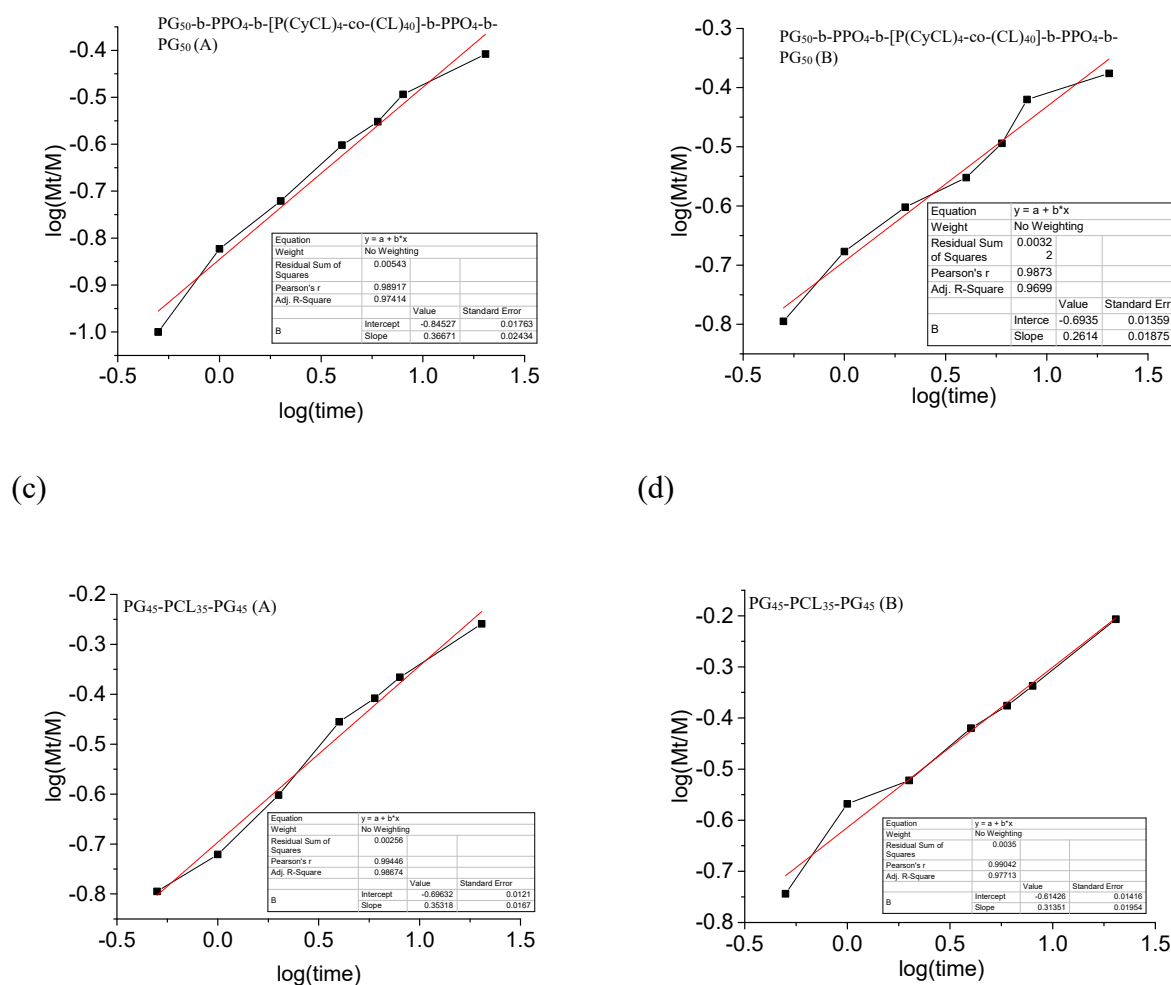 PG50-b-PPO4-b-[P(CyCL)4-co-(CL)40]-b-PPO4-b-
PG50 (A)
-0.4
-0.5
-0.6
-0.7
-0.8
-0.9
-1.0
log(Mt/M)
Equation y = a + b*x
Weight No Weighting
Residual Sum of
Squares 0.00543
Pearson's r 0.98917
Adj. R-Square 0.97414
Value Standard Error
B Intercept -0.84527 0.01763
Slope 0.36671 0.02434
-0.5 0.0 0.5 1.0 1.5
log(time)
PG50-b-PPO4-b-[P(CyCL)4-co-(CL)40]-b-PPO4-b-
PG50 (B)
-0.3
-0.4
-0.5
-0.6
-0.7
-0.8
log(Mt/M)
Equation y = a + b*x
Weight No Weighting
Residual Sum 0.0032
of Squares 2
Pearson's r 0.9873
Adj. R-Square 0.9699
Value Standard Err
B Interce -0.6935 0.01359
Slope 0.2614 0.01875
-0.5 0.0 0.5 1.0 1.5
log(time)
(c)
(d)
PG45-PCL35-PG45 (A)
-0.2
-0.3
-0.4
-0.5
-0.6
-0.7
-0.8
log(Mt/M)
Equation y = a + b*x
Weight No Weighting
Residual Sum of
Squares 0.00256
Pearson's r 0.99446
Adj. R-Square 0.98674
Value Standard Error
B Intercept -0.69632 0.0121
Slope 0.35318 0.0167
-0.5 0.0 0.5 1.0 1.5
log(time)
PG45-PCL35-PG45 (B)
-0.2
-0.3
-0.4
-0.5
-0.6
-0.7
-0.8
log(Mt/M)
Equation y = a + b*x
Weight No Weighting
Residual Sum of
Squares 0.0035
Pearson's r 0.99042
Adj. R-Square 0.97713
Value Standard Error
B Intercept -0.61426 0.01416
Slope 0.31351 0.01954
-0.5 0.0 0.5 1.0 1.5
log(time)